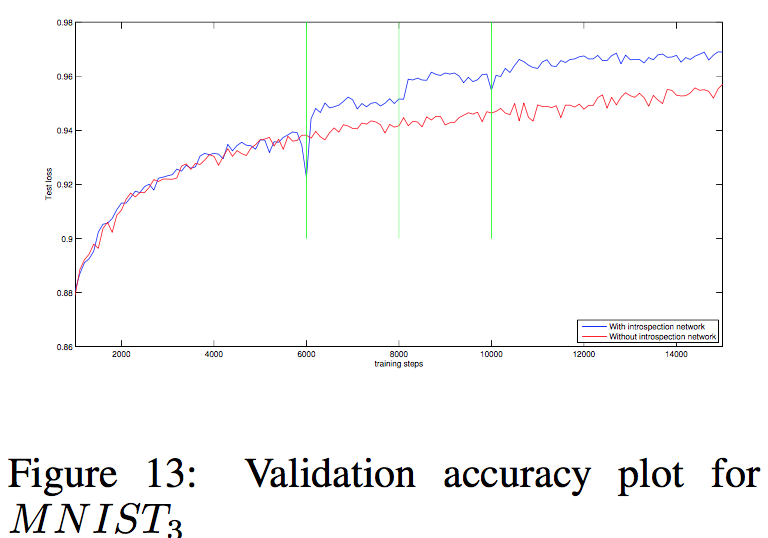 0.98
0.96
0.94
0.92
0.9
0.88
0.86
Test loss
2000 4000 6000 8000 10000 12000 14000
training steps
With introspection network
Without introspection network
Figure 13: Validation accuracy plot for
MNIST₃